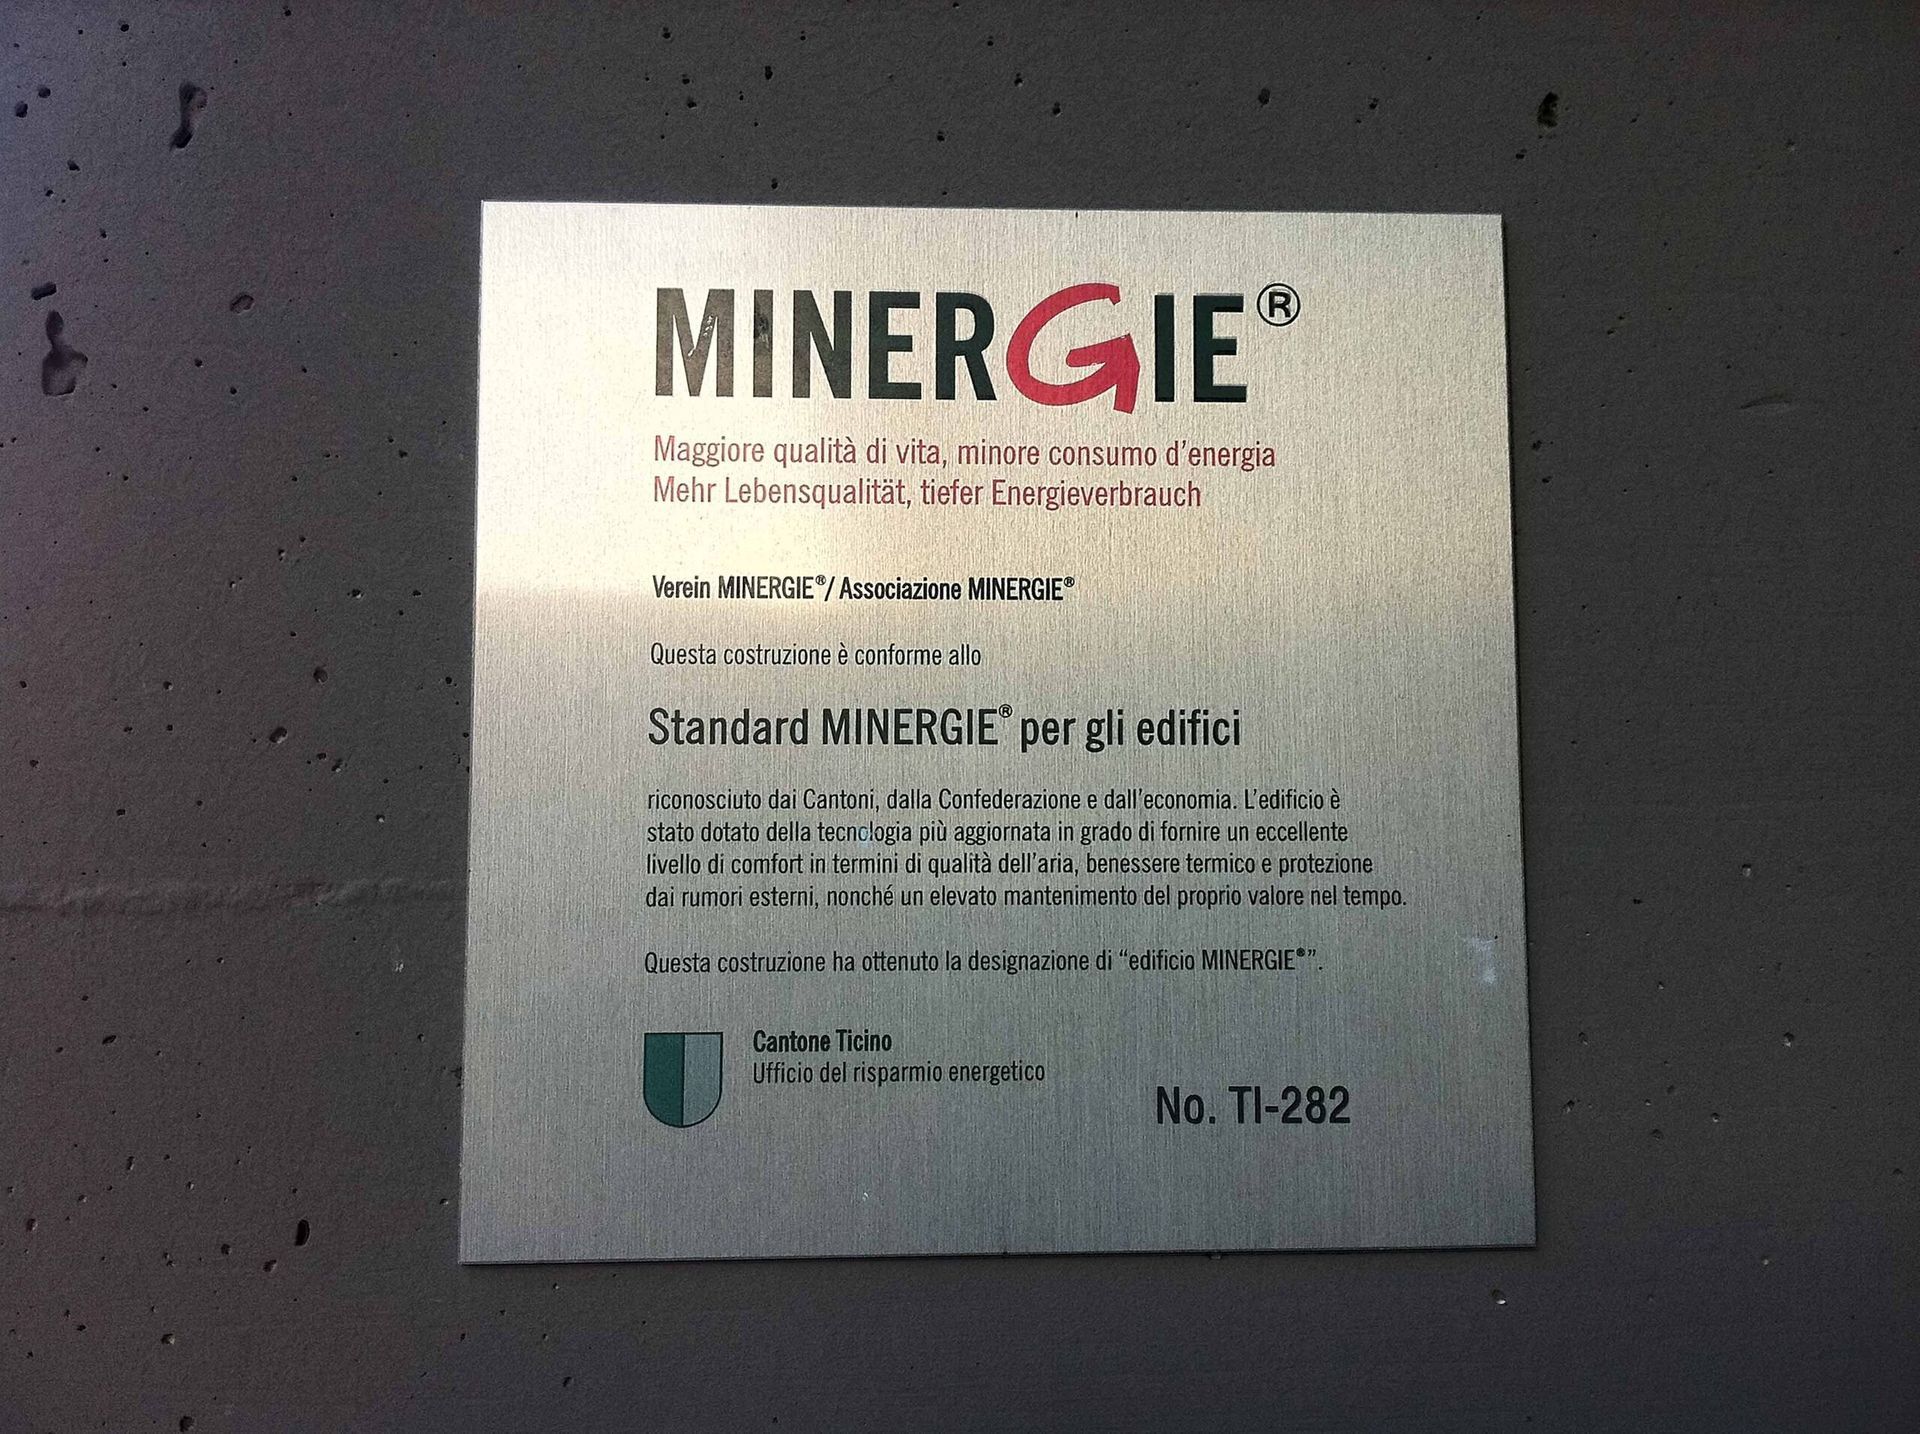 MINERGIE®
Maggiore qualità di vita, minore consumo d'energia
Mehr Lebensqualität, tiefer Energieverbrauch
Verein MINERGIE®/ Associazione MINERGIE®
Questa costruzione è conforme allo
Standard MINERGIE® per gli edifici
riconosciuto dai Cantoni, dalla Confederazione e dall'economia. L'edificio è
stato dotato della tecnologia più aggiornata in grado di fornire un eccellente
livello di comfort in termini di qualità dell'aria, benessere termico e protezione
dai rumori esterni, nonché un elevato mantenimento del proprio valore nel tempo.
Questa costruzione ha ottenuto la designazione di “edificio MINERGIE®”.
Cantone Ticino
Ufficio del risparmio energetico
No. TI-282